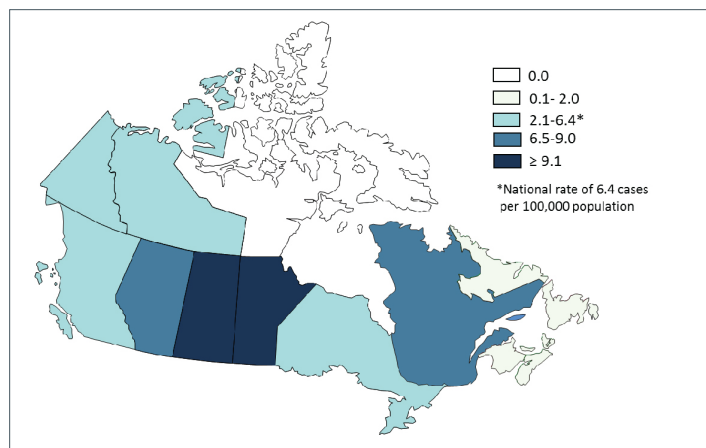 0.0
0.1- 2.0
2.1-6.4*
6.5-9.0
≥ 9.1
*National rate of 6.4 cases
per 100,000 population